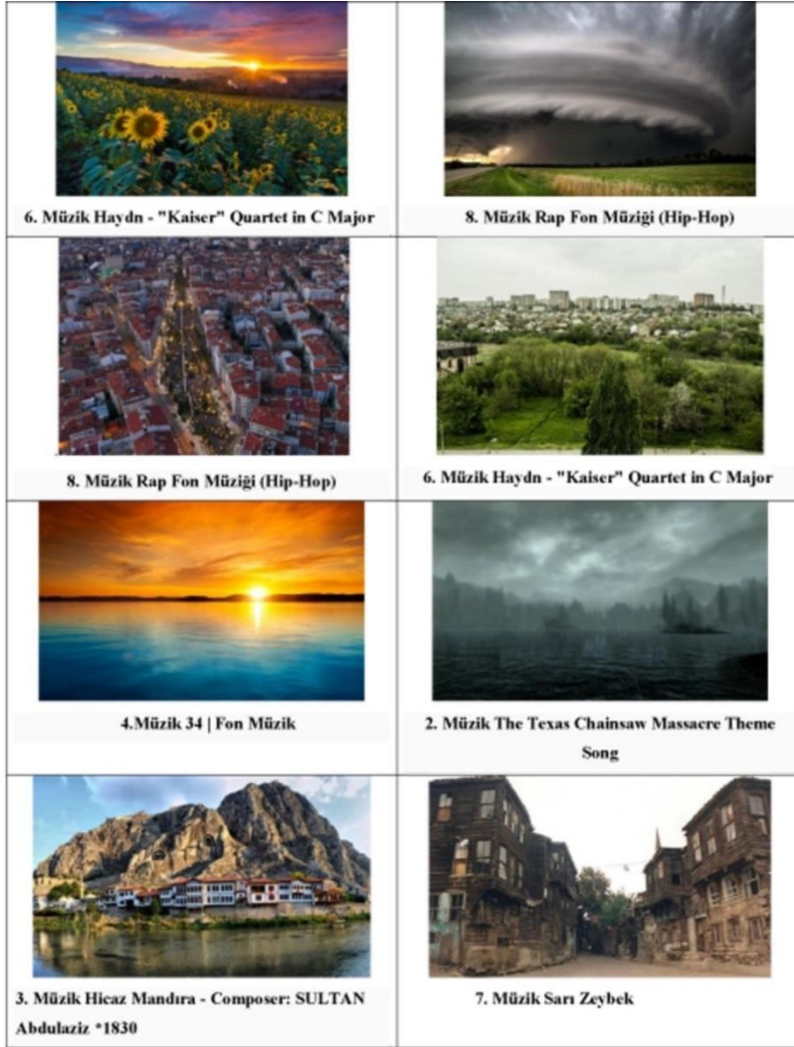 6. Müzik Haydn - "Kaiser" Quartet in C Major
8. Müzik Rap Fon Müziği (Hip-Hop)
8. Müzik Rap Fon Müziği (Hip-Hop)
6. Müzik Haydn - "Kaiser" Quartet in C Major
4.Müzik 34 | Fon Müzik
2. Müzik The Texas Chainsaw Massacre Theme
Song
3. Müzik Hicaz Mandıra - Composer: SULTAN
Abdulaziz *1830
7. Müzik Sarı Zeybek